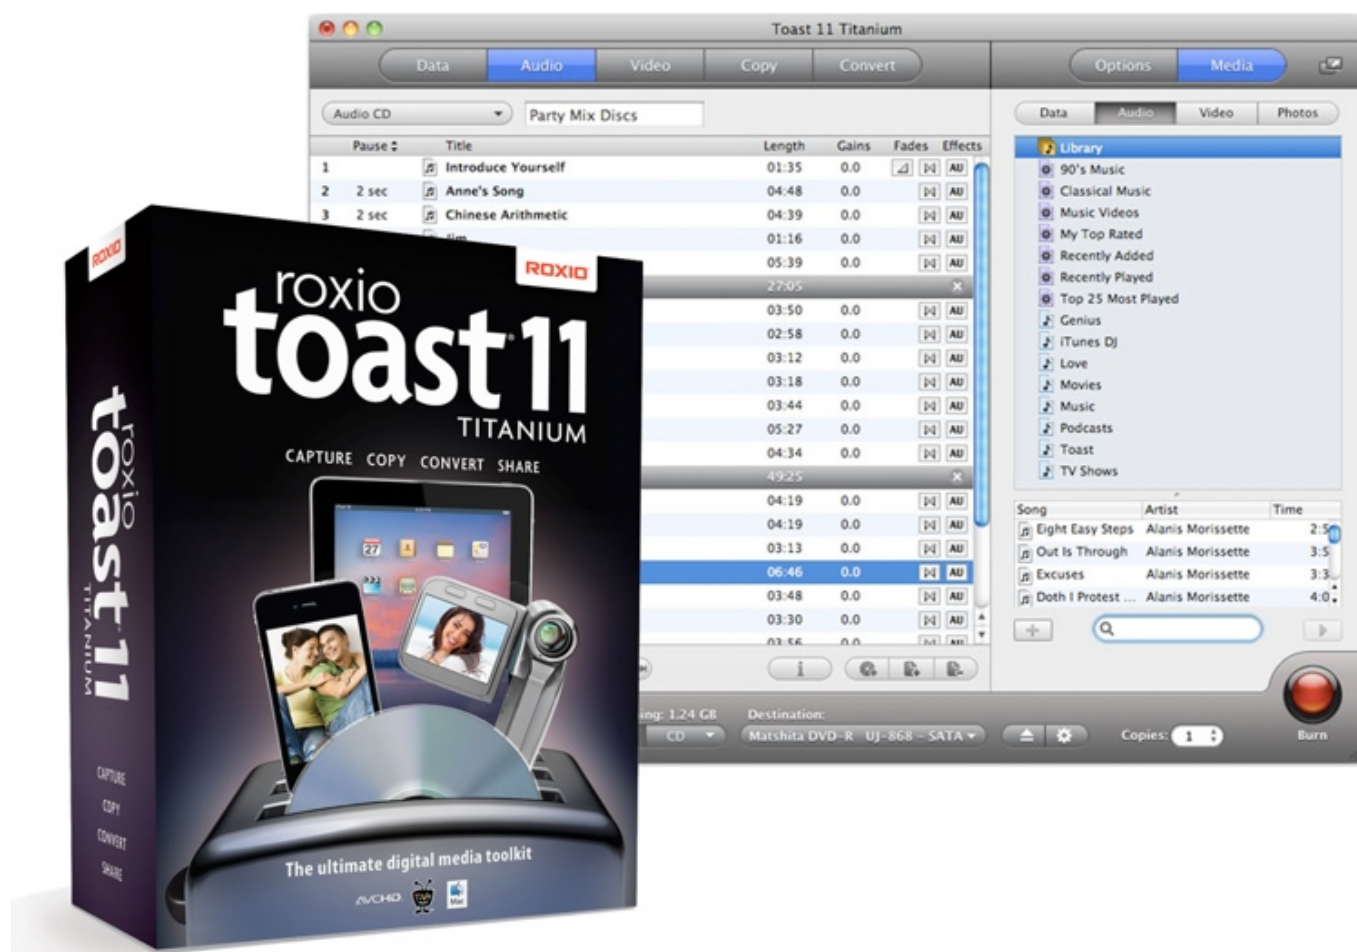 Toast 11 Titanium
Data Audio Video Copy Convert Options Media
Audio CD Party Mix Discs
Data Audio Video Photos
Pause Title Length Gains Fades Effects
1 Introduce Yourself 01:35 0.0 AU
2 2 sec Anne's Song 04:48 0.0 AU
3 2 sec Chinese Arithmetic 04:39 0.0 AU
Jim 01:16 0.0 AU
05:39 0.0 AU
27:05
03:50 0.0 AU
02:58 0.0 AU
03:12 0.0 AU
03:18 0.0 AU
03:44 0.0 AU
05:27 0.0 AU
04:34 0.0 AU
49:25
04:19 0.0 AU
04:19 0.0 AU
03:13 0.0 AU
06:46 0.0 AU
03:48 0.0 AU
03:30 0.0 AU
03:56 0.0 AU
Library
90's Music
Classical Music
Music Videos
My Top Rated
Recently Added
Recently Played
Top 25 Most Played
Genius
iTunes DJ
Love
Movies
Music
Podcasts
Toast
TV Shows
Song Artist Time
Eight Easy Steps Alanis Morissette
Out Is Through Alanis Morissette
Excuses Alanis Morissette
Doth I Protest ... Alanis Morissette
ing: 1.24 GB Destination:
CD Matshita DVD-R UJ-868 - SATA Copies: 1 Burn
ROXIO
ROXIO
roxio
toast 11
TITANIUM
CAPTURE COPY CONVERT SHARE
27
The ultimate digital media toolkit
AVCHD TiVo Mac
roxio
toast 11
TITANIUM
CAPTURE
COPY
CONVERT
SHARE